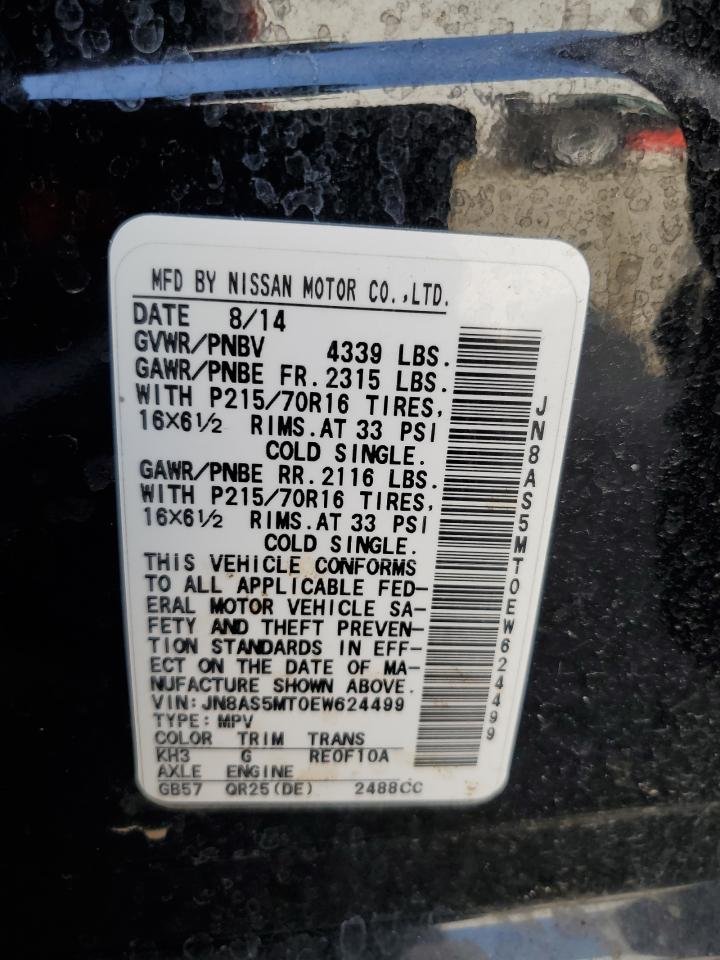 MFD BY NISSAN MOTOR CO.,LTD.
DATE 8/14
GVWR/PNBV 4339 LBS.
GAWR/PNBE FR. 2315 LBS.
WITH P215/70R16 TIRES,
16X6½ RIMS.AT 33 PSI
COLD SINGLE.
GAWR/PNBE RR. 2116 LBS.
WITH P215/70R16 TIRES,
16X6½ RIMS.AT 33 PSI
COLD SINGLE.
THIS VEHICLE CONFORMS
TO ALL APPLICABLE FED-
ERAL MOTOR VEHICLE SA-
FETY AND THEFT PREVEN-
TION STANDARDS IN EFF-
ECT ON THE DATE OF MA-
NUFACTURE SHOWN ABOVE.
VIN: JN8AS5MT0EW624499
TYPE: MPV
COLOR TRIM TRANS
KH3 G RE0F10A
AXLE ENGINE
GB57 QR25(DE) 2488CC
JN8AS5MT0EW624499